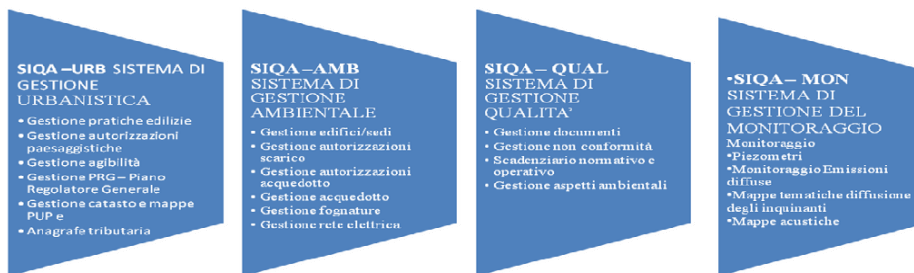 SIQA –URB SISTEMA DI
GESTIONE
URBANISTICA
• Gestione pratiche edilizie
• Gestione autorizzazioni
paesaggistiche
• Gestione agibilità
• Gestione PRG – Piano
Regolatore Generale
• Gestione catasto e mappe
PUP e
• Anagrafe tributaria
SIQA–AMB
SISTEMA DI
GESTIONE
AMBIENTALE
• Gestione edifici/sedi
• Gestione autorizzazioni
scarico
• Gestione autorizzazioni
acquedotto
• Gestione acquedotto
• Gestione fognature
• Gestione rete elettrica
SIQA– QUAL
SISTEMA DI
GESTIONE
QUALITA’
• Gestione documenti
• Gestione non conformità
• Scadenziario normativo e
operativo
• Gestione aspetti ambientali
•SIQA– MON
SISTEMA DI
GESTIONE DEL
MONITORAGGIO
Monitoraggio
•Piezometri
•Monitoraggio Emissioni
diffuse
•Mappe tematiche diffusione
degli inquinanti
•Mappe acustiche